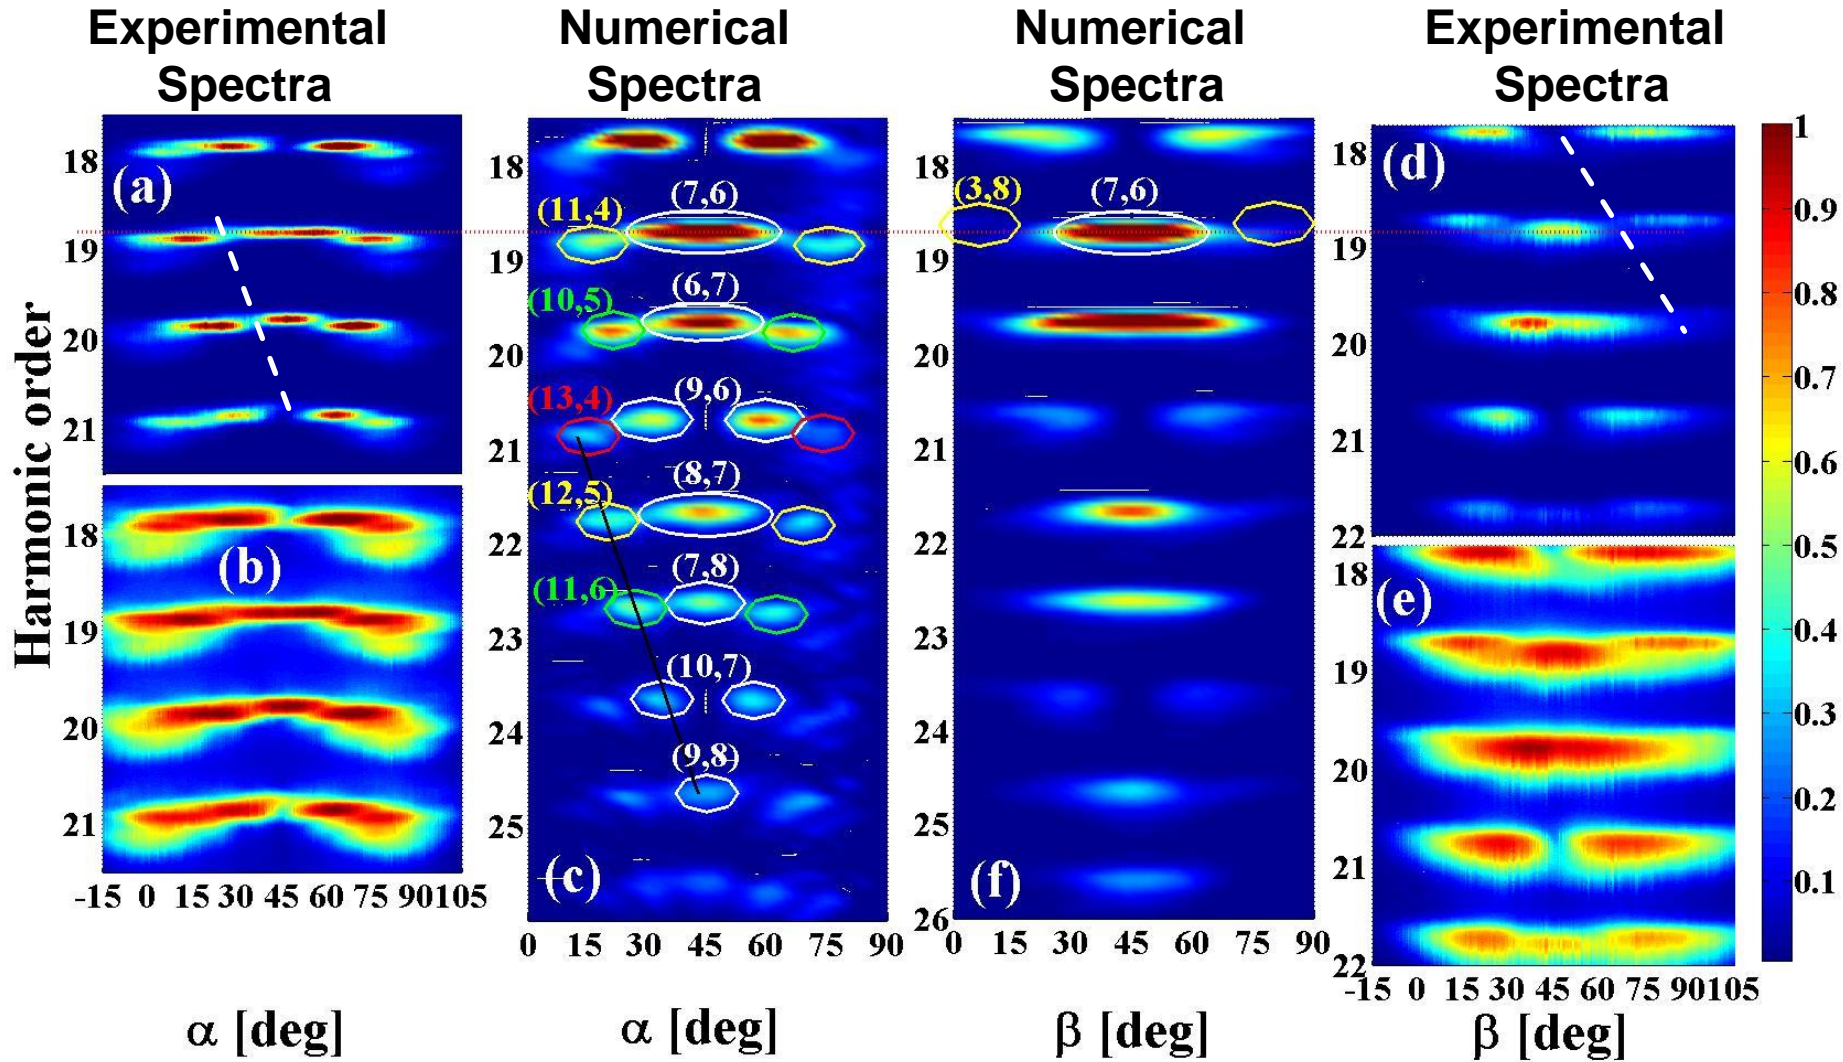 Experimental
Spectra
Numerical
Spectra
Numerical
Spectra
Experimental
Spectra
Harmonic order
(a)
18
19
20
21
(b)
18
19
20
21
-15 0 15 30 45 60 75 90 105
α [deg]
(c)
18
19
20
21
22
23
24
25
(7,6)
(11,4)
(6,7)
(10,5)
(9,6)
(13,4)
(8,7)
(12,5)
(7,8)
(11,6)
(10,7)
(9,8)
0 15 30 45 60 75 90
α [deg]
(f)
18
19
20
21
22
23
24
25
26
(3,8)
(7,6)
0 15 30 45 60 75 90
β [deg]
(d)
18
19
20
21
22
(e)
18
19
20
21
22
-15 0 15 30 45 60 75 90 105
β [deg]
1
0.9
0.8
0.7
0.6
0.5
0.4
0.3
0.2
0.1